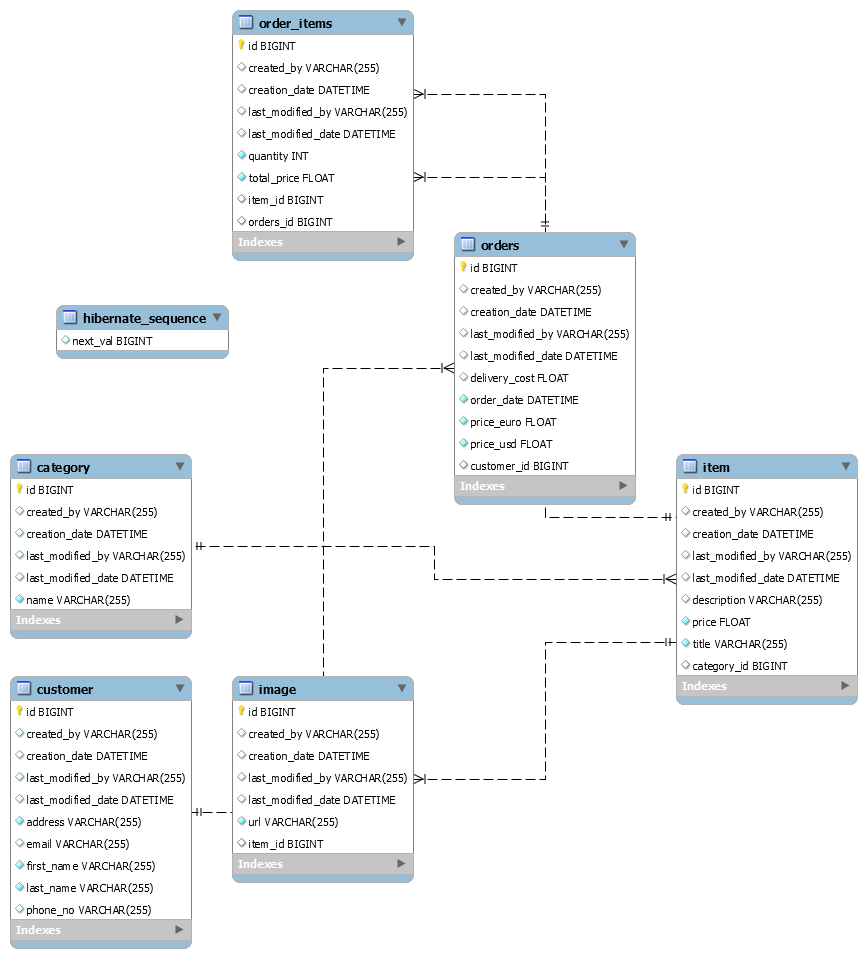 order_items
id BIGINT
created_by VARCHAR(255)
creation_date DATETIME
last_modified_by VARCHAR(255)
last_modified_date DATETIME
quantity INT
total_price FLOAT
item_id BIGINT
orders_id BIGINT
Indexes
orders
id BIGINT
created_by VARCHAR(255)
creation_date DATETIME
last_modified_by VARCHAR(255)
last_modified_date DATETIME
delivery_cost FLOAT
order_date DATETIME
price_euro FLOAT
price_usd FLOAT
customer_id BIGINT
Indexes
hibernate_sequence
next_val BIGINT
category
id BIGINT
created_by VARCHAR(255)
creation_date DATETIME
last_modified_by VARCHAR(255)
last_modified_date DATETIME
name VARCHAR(255)
Indexes
item
id BIGINT
created_by VARCHAR(255)
creation_date DATETIME
last_modified_by VARCHAR(255)
last_modified_date DATETIME
description VARCHAR(255)
price FLOAT
title VARCHAR(255)
category_id BIGINT
Indexes
customer
id BIGINT
created_by VARCHAR(255)
creation_date DATETIME
last_modified_by VARCHAR(255)
last_modified_date DATETIME
address VARCHAR(255)
email VARCHAR(255)
first_name VARCHAR(255)
last_name VARCHAR(255)
phone_no VARCHAR(255)
Indexes
image
id BIGINT
created_by VARCHAR(255)
creation_date DATETIME
last_modified_by VARCHAR(255)
last_modified_date DATETIME
url VARCHAR(255)
item_id BIGINT
Indexes